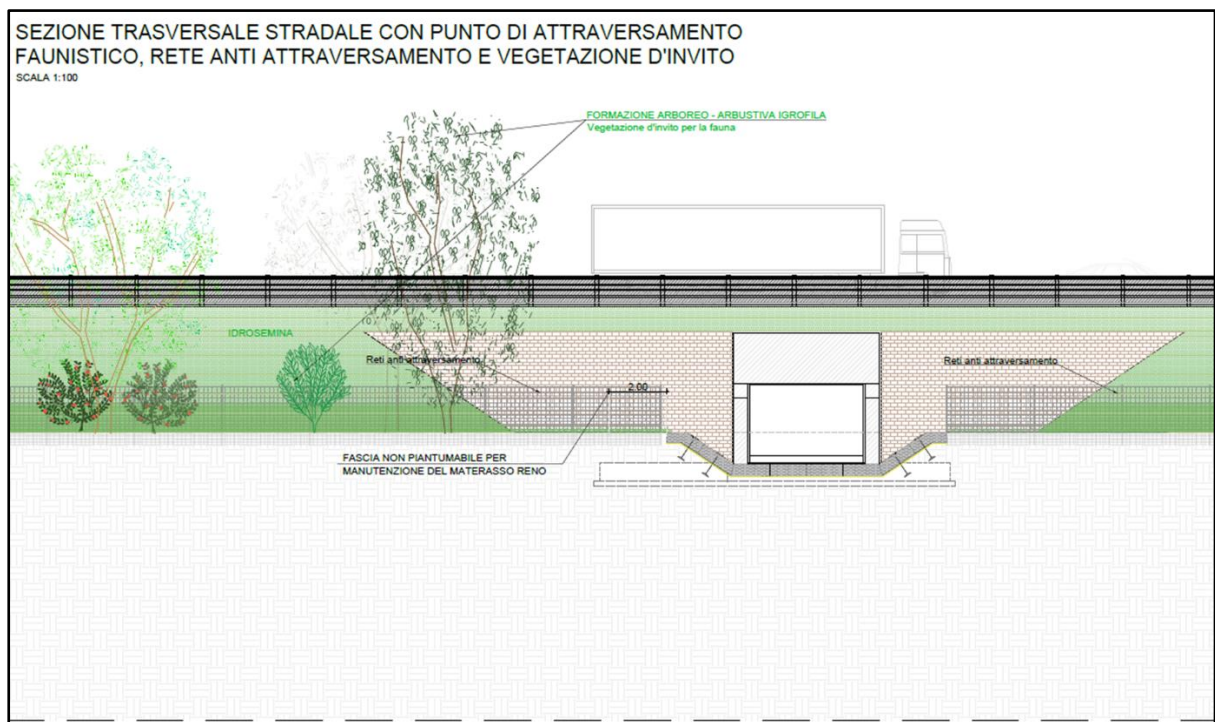 SEZIONE TRASVERSALE STRADALE CON PUNTO DI ATTRAVERSAMENTO
FAUNISTICO, RETE ANTI ATTRAVERSAMENTO E VEGETAZIONE D'INVITO
SCALA 1:100
FORMAZIONE ARBOREO - ARBUSTIVA IGROFILA
Vegetazione d'invito per la fauna
IDROSEMINA
Reti anti attraversamento
Reti anti attraversamento
2.00
FASCIA NON PIANTUMABILE PER
MANUTENZIONE DEL MATERASSO RENO